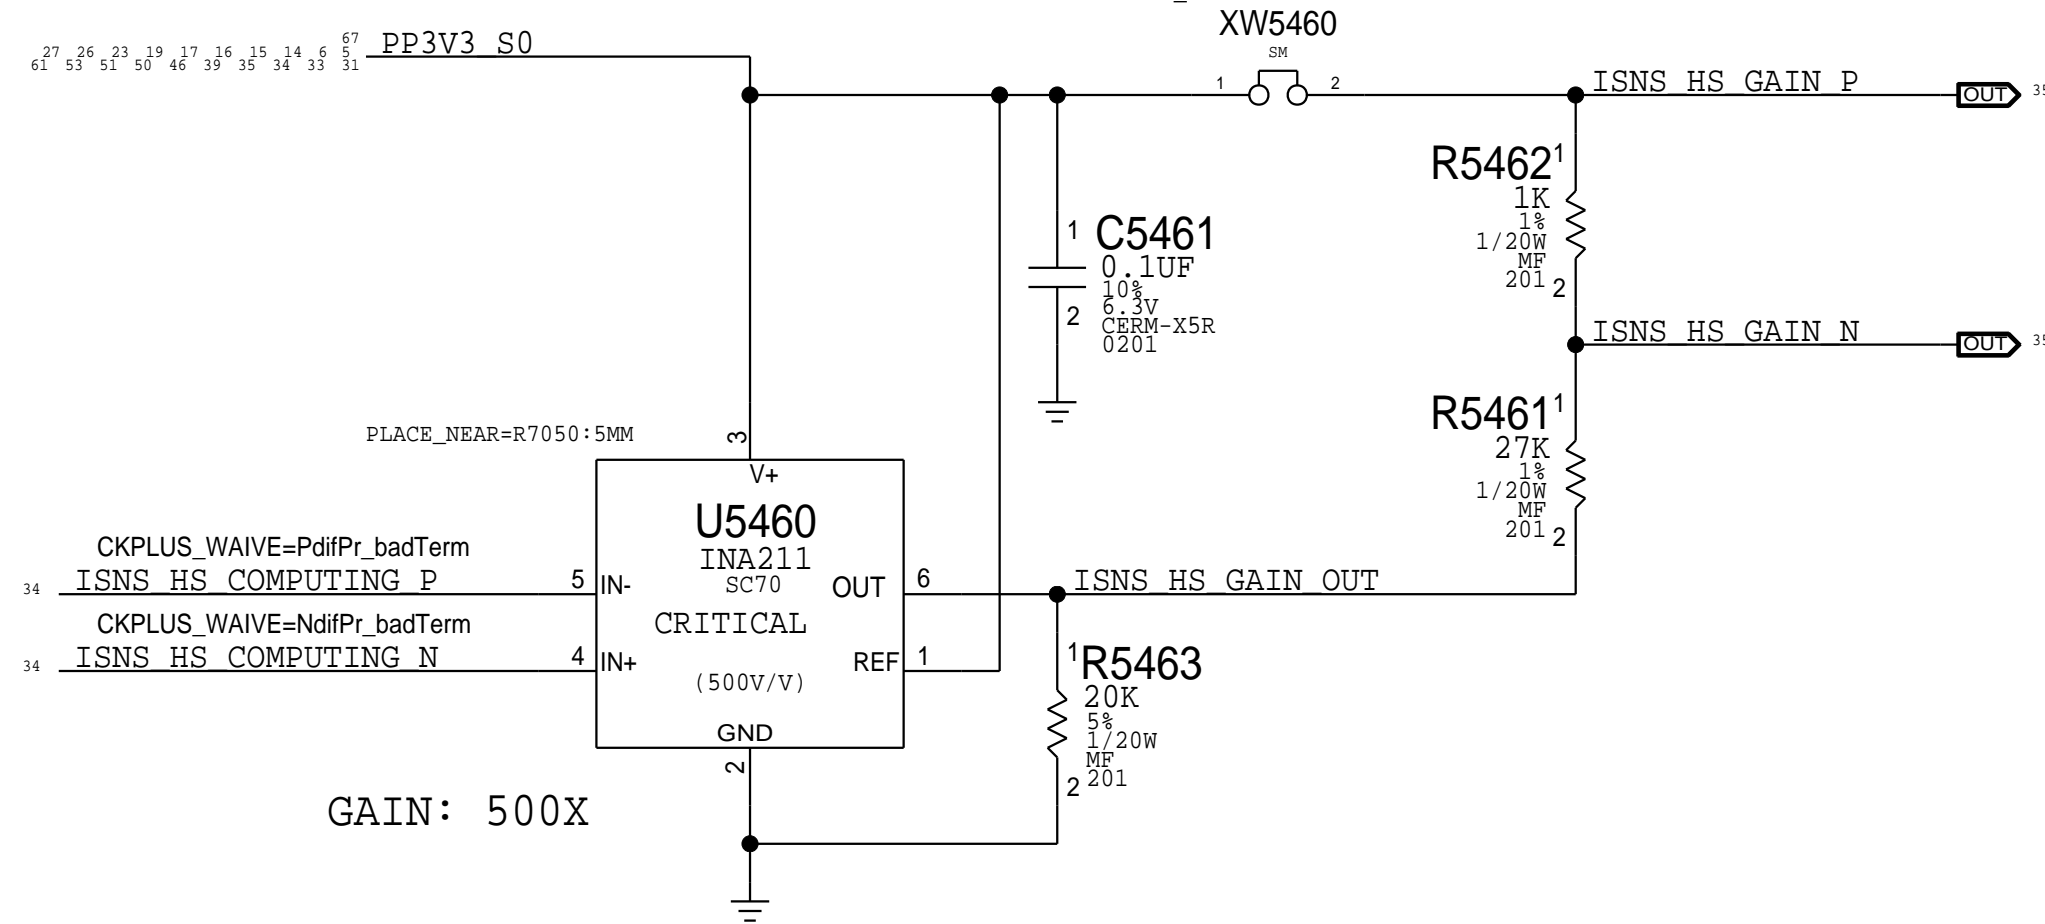 XW5460
SM
67
PP3V3_S0
27 26 23 19 17 16 15 14 6 5
61 53 51 50 46 39 35 34 33 31
1
2
ISNS_HS_GAIN_P
OUT
35
R5462
1
1K
1%
1/20W
MF
201
2
1
C5461
0.1UF
10%
6.3V
CERM-X5R
0201
2
ISNS_HS_GAIN_N
OUT
35
R5461
1
27K
1%
1/20W
MF
201
2
PLACE_NEAR=R7050:5MM
3
V+
U5460
INA211
SC70
CRITICAL
(500V/V)
CKPLUS_WAIVE=PdifPr_badTerm
34
ISNS_HS_COMPUTING_P
5
IN-
OUT
6
ISNS_HS_GAIN_OUT
CKPLUS_WAIVE=NdifPr_badTerm
34
ISNS_HS_COMPUTING_N
4
IN+
REF
1
1
R5463
20K
5%
1/20W
MF
201
2
GND
2
GAIN: 500X